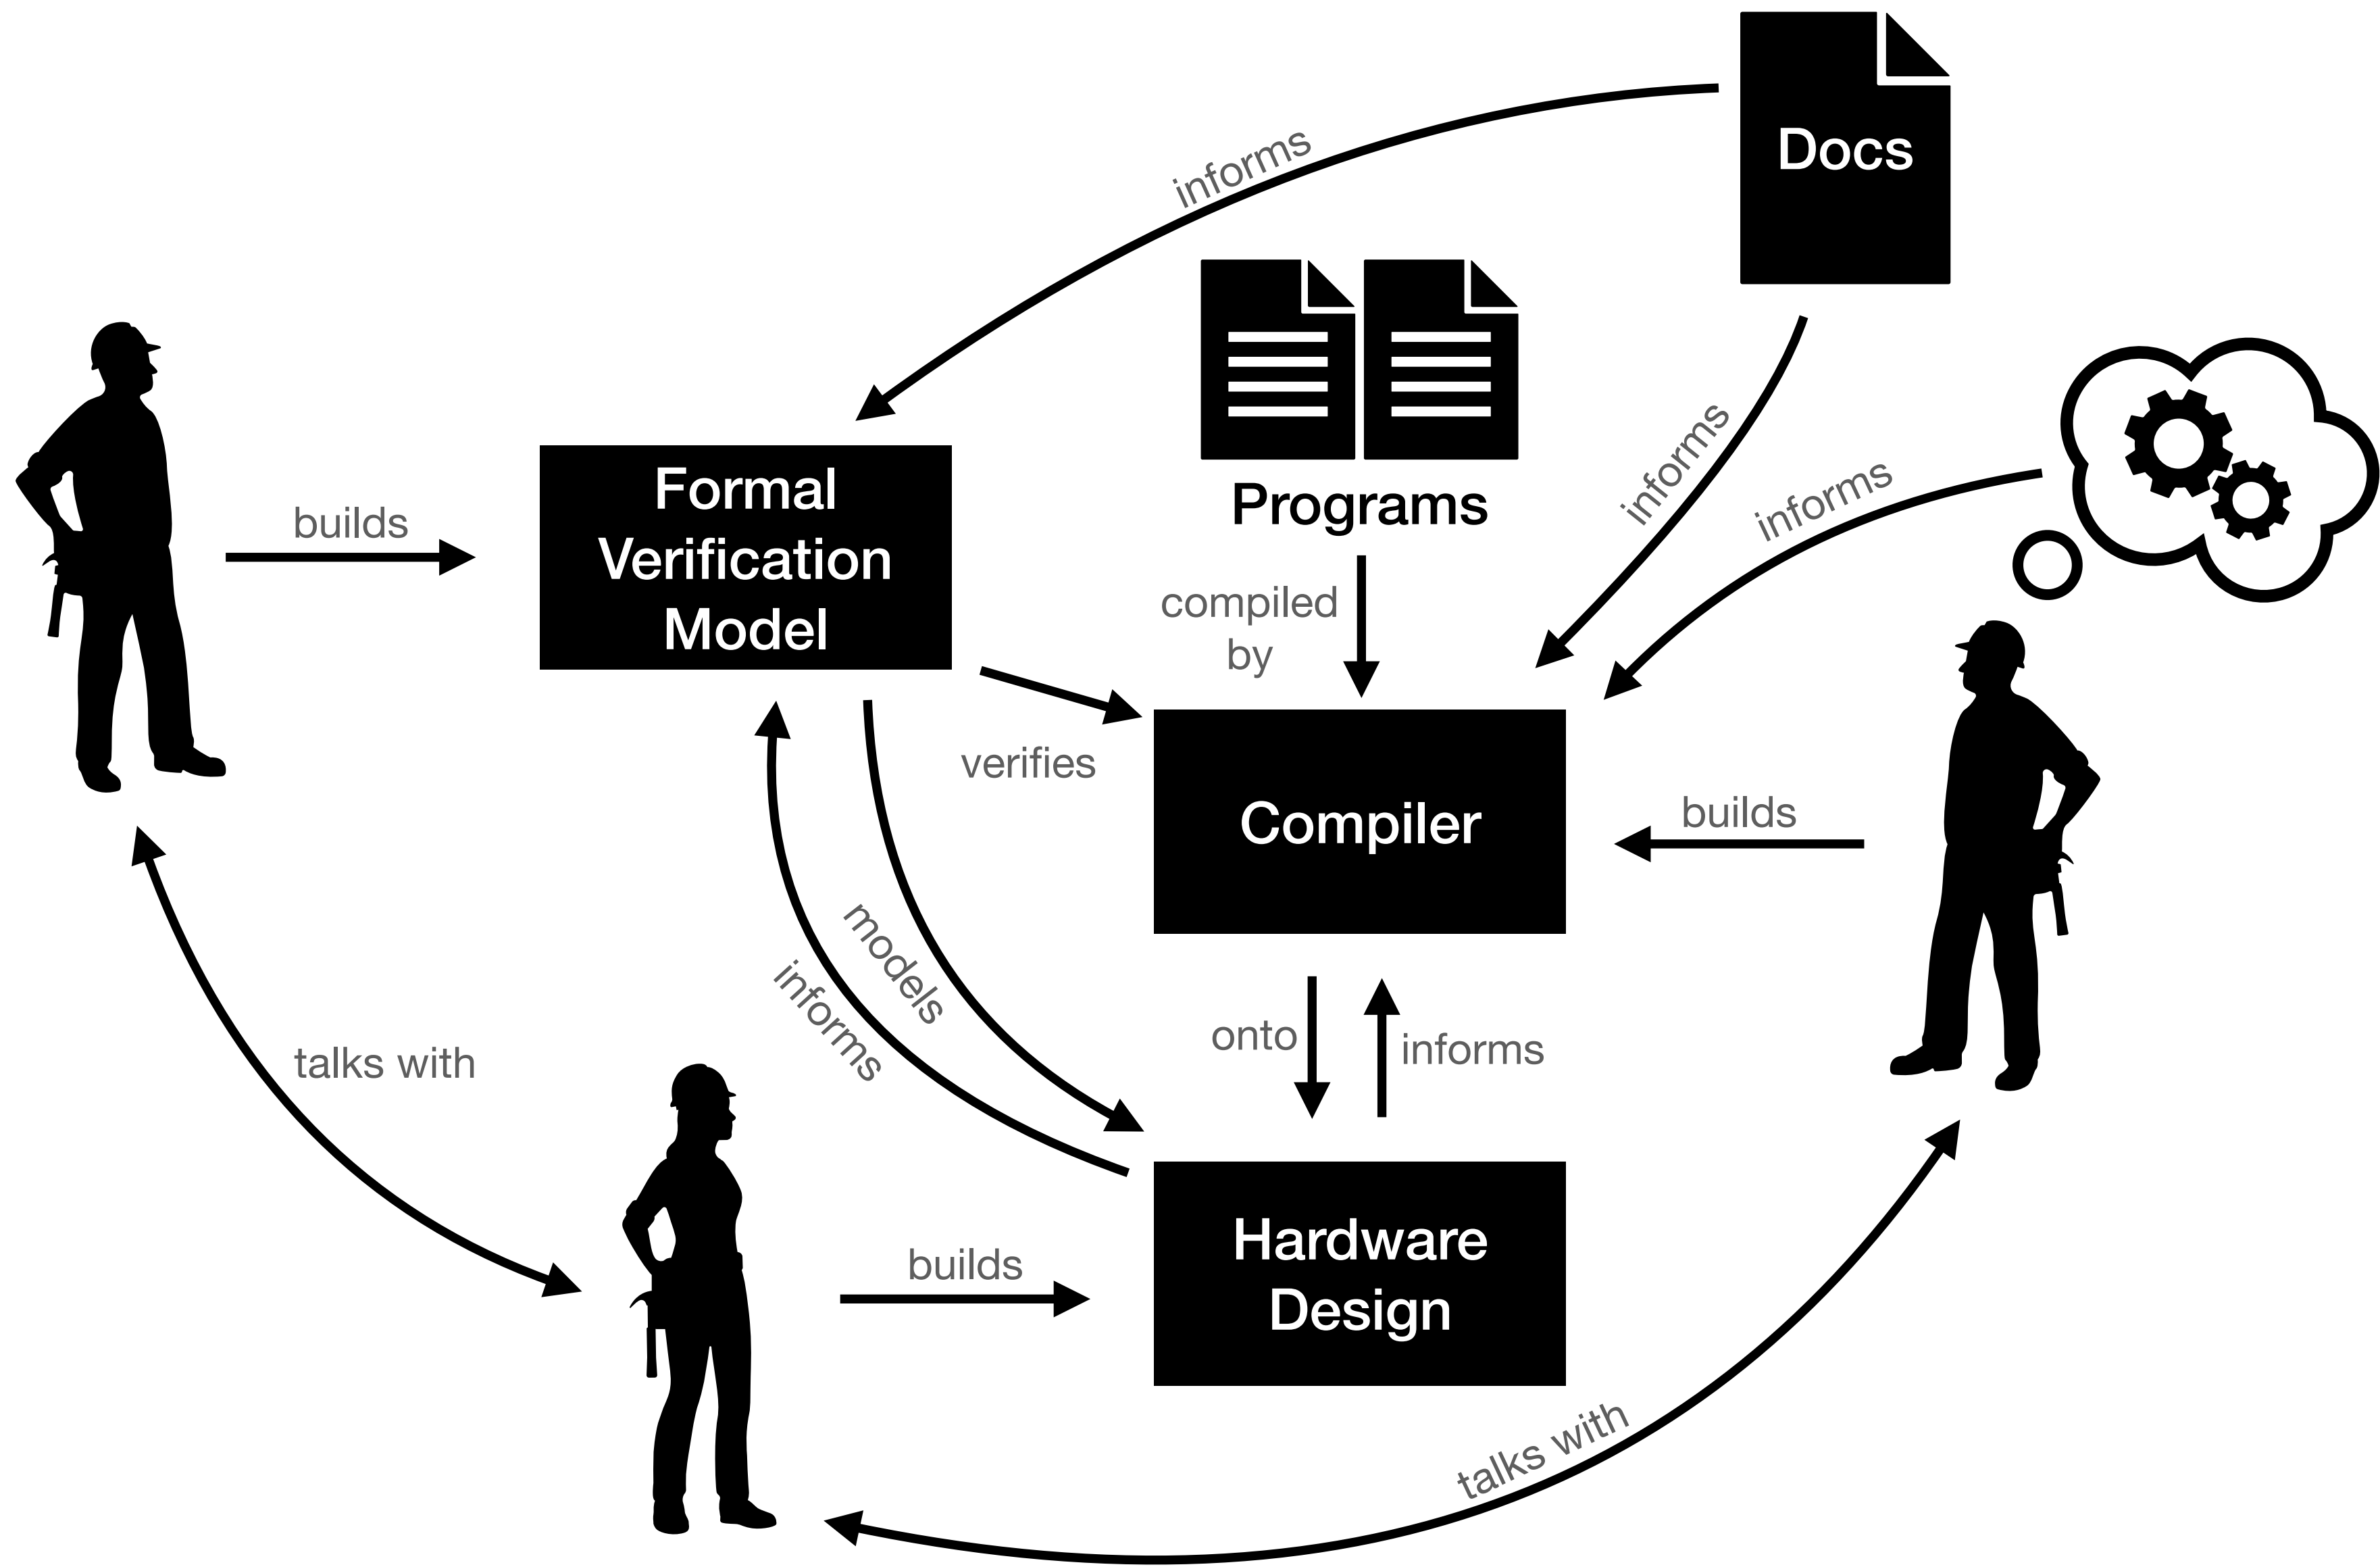 Docs
informs
Programs
informs
informs
Formal
Verification
Model
builds
compiled
by
verifies
Compiler
builds
models
informs
onto
informs
talks with
Hardware
Design
builds
talks with